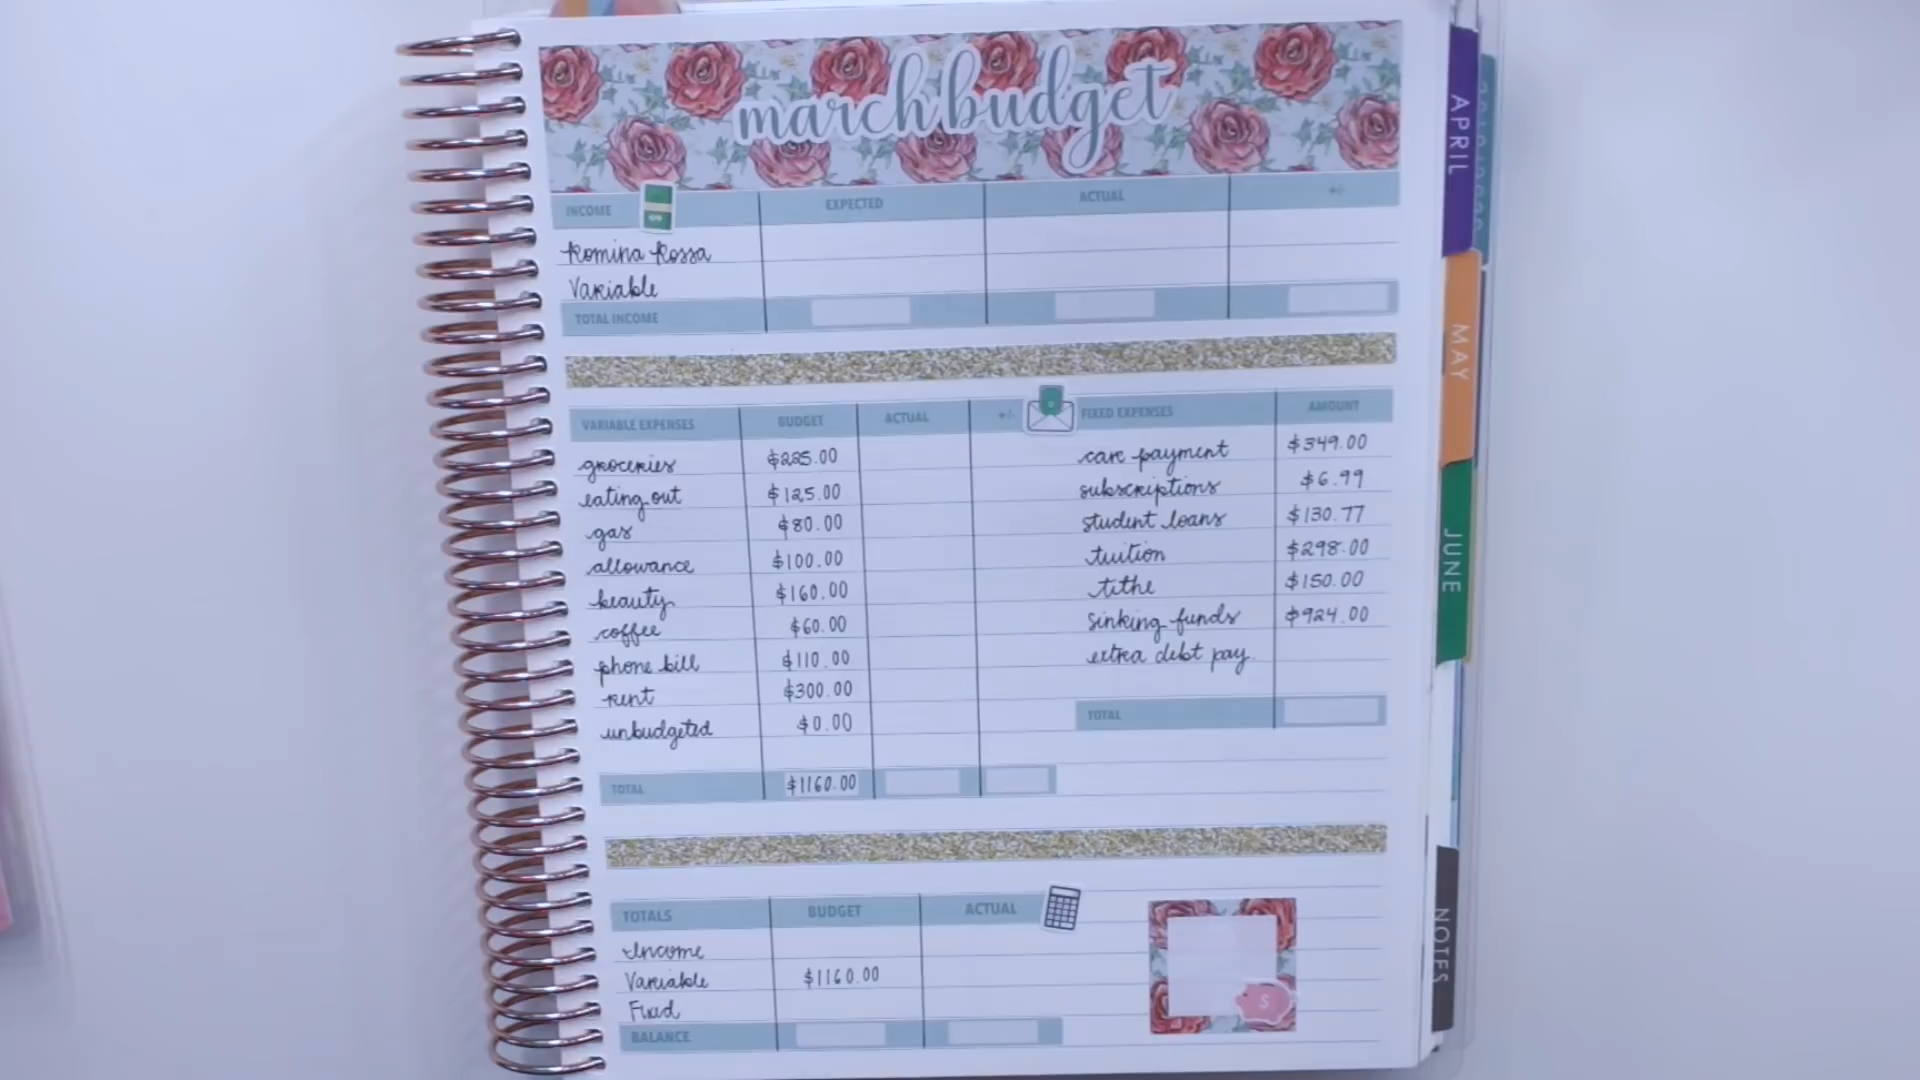 march budget
INCOME EXPECTED ACTUAL +/-
Romina Rossa
Variable
TOTAL INCOME
VARIABLE EXPENSES BUDGET ACTUAL +/-
groceries $225.00
eating out $125.00
gas $80.00
allowance $100.00
beauty $160.00
coffee $60.00
phone bill $110.00
rent $300.00
unbudgeted $0.00
TOTAL $1160.00
FIXED EXPENSES AMOUNT
care payment $349.00
subscriptions $6.99
student loans $130.77
tuition $298.00
tithe $150.00
sinking funds $924.00
extra debt pay.
TOTAL
TOTALS BUDGET ACTUAL
Income
Variable $1160.00
Fixed
BALANCE
S
APRIL
MAY
JUNE
NOTES